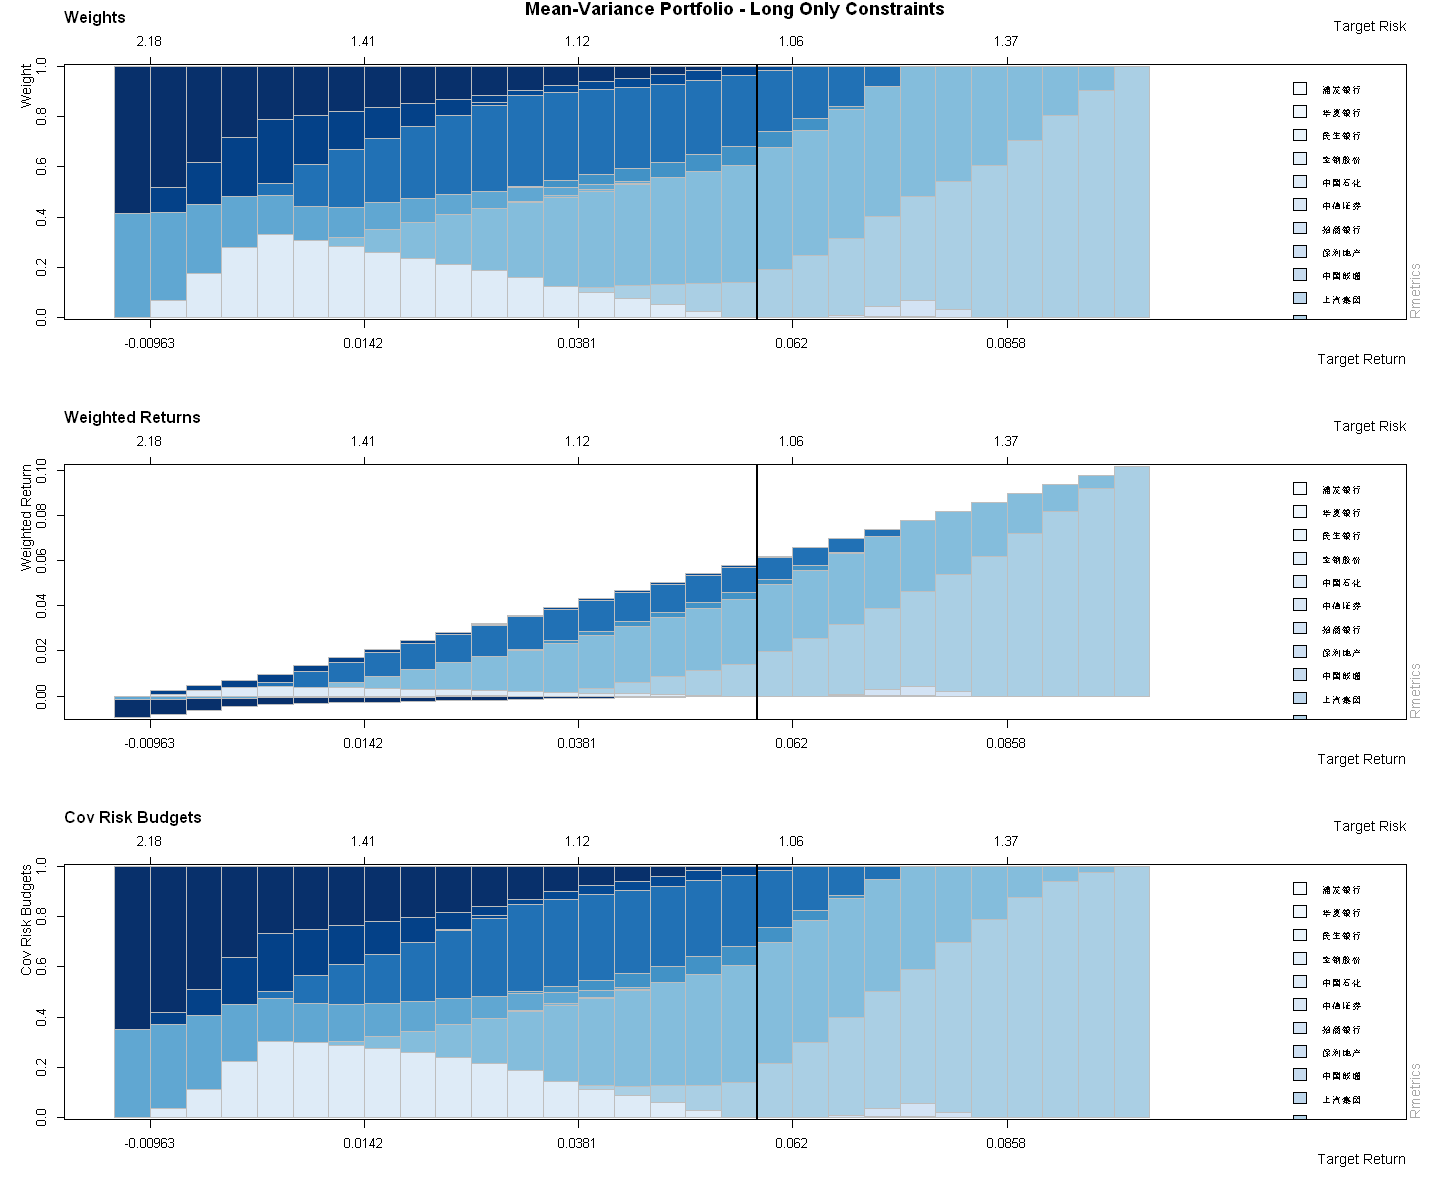 Mean-Variance Portfolio - Long Only Constraints
Weights
Target Risk
2.18 1.41 1.12 1.06 1.37
Weight
0.0 0.2 0.4 0.6 0.8 1.0
浦发银行
华夏银行
民生银行
宝钢股份
中国石化
中信证券
招商银行
保利地产
中国联通
上汽集团
Rmetrics
-0.00963 0.0142 0.0381 0.062 0.0858
Target Return
Weighted Returns
Target Risk
2.18 1.41 1.12 1.06 1.37
Weighted Return
0.00 0.02 0.04 0.06 0.08 0.10
浦发银行
华夏银行
民生银行
宝钢股份
中国石化
中信证券
招商银行
保利地产
中国联通
上汽集团
Rmetrics
-0.00963 0.0142 0.0381 0.062 0.0858
Target Return
Cov Risk Budgets
Target Risk
2.18 1.41 1.12 1.06 1.37
Cov Risk Budgets
0.0 0.2 0.4 0.6 0.8 1.0
浦发银行
华夏银行
民生银行
宝钢股份
中国石化
中信证券
招商银行
保利地产
中国联通
上汽集团
Rmetrics
-0.00963 0.0142 0.0381 0.062 0.0858
Target Return